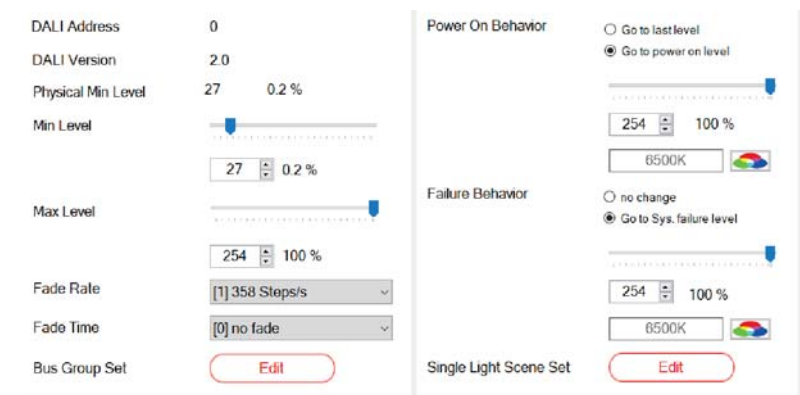 DALI Address 0
DALI Version 2.0
Physical Min Level 27 0.2 %
Min Level
27 0.2 %
Max Level
254 100 %
Fade Rate [1] 358 Steps/s
Fade Time [0] no fade
Bus Group Set Edit
Power On Behavior Go to last level
Go to power on level
254 100 %
6500K
Failure Behavior no change
Go to Sys. failure level
254 100 %
6500K
Single Light Scene Set Edit